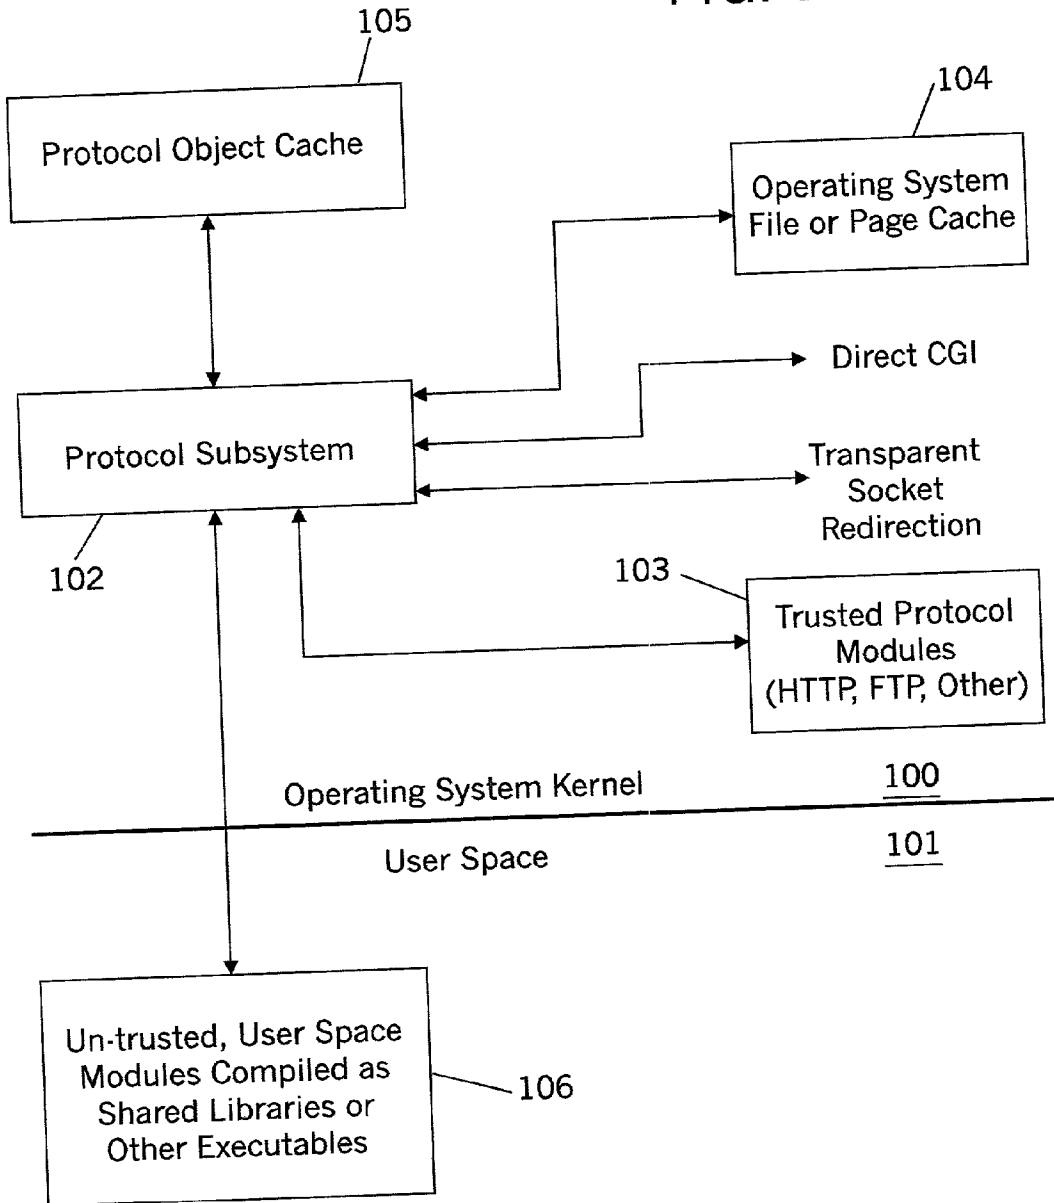 105
Protocol Object Cache
104
Operating System
File or Page Cache
Direct CGI
Protocol Subsystem
Transparent
Socket
Redirection
102
103
Trusted Protocol
Modules
(HTTP, FTP, Other)
Operating System Kernel
100
User Space
101
Un-trusted, User Space
Modules Compiled as
Shared Libraries or
Other Executables
106